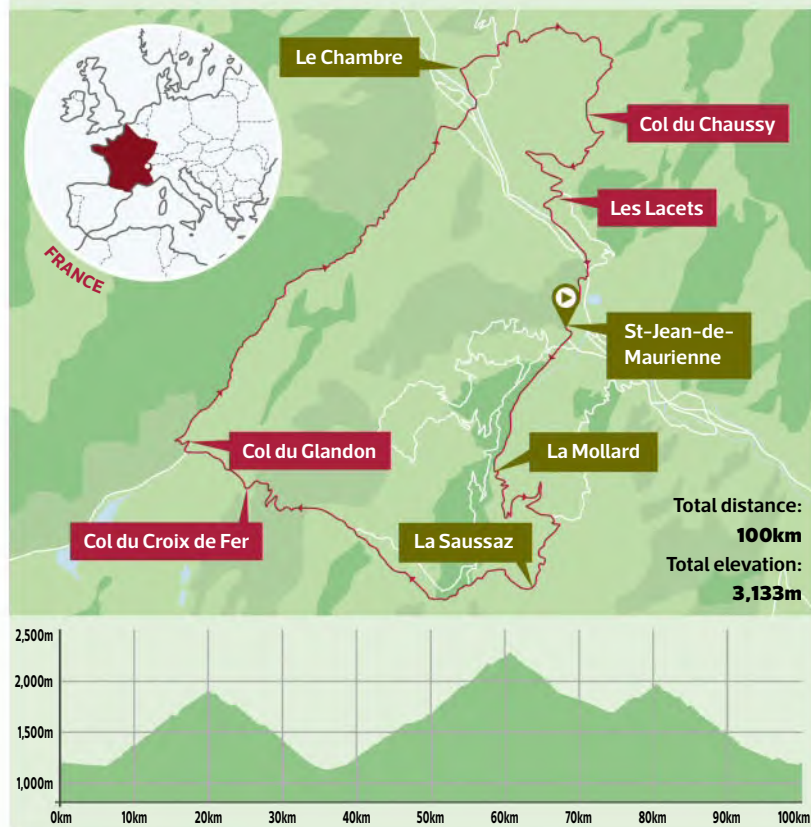 Le Chambre
Col du Chaussy
Les Lacets
FRANCE
St-Jean-de-
Maurienne
Col du Glandon
La Mollard
Col du Croix de Fer
La Saussaz
Total distance:
100km
Total elevation:
3,133m
2,500m
2,000m
1,500m
1,000m
0km 10km 20km 30km 40km 50km 60km 70km 80km 90km 100km